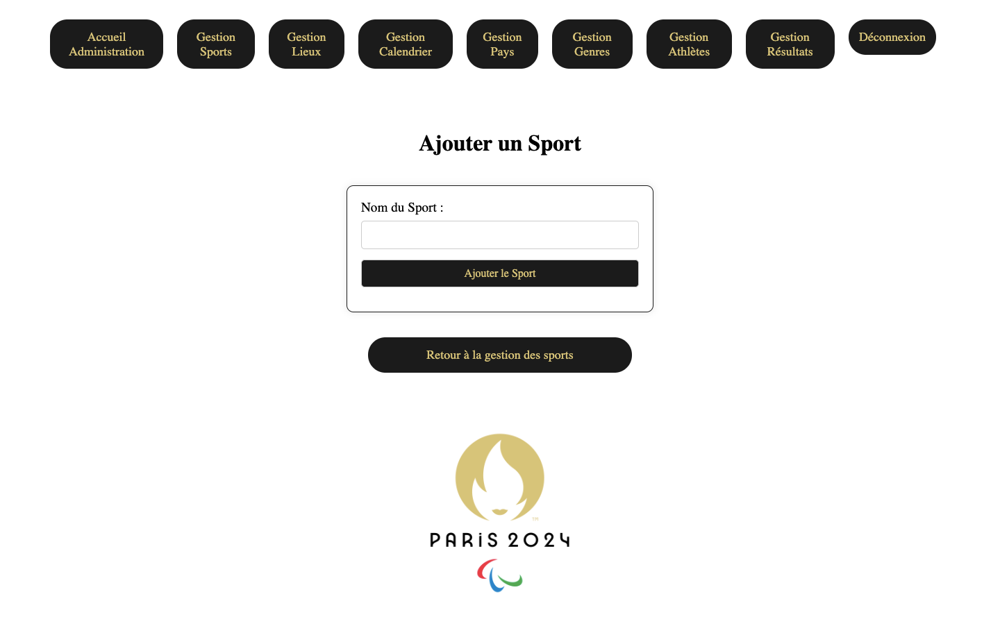 Accueil
Administration
Gestion
Sports
Gestion
Lieux
Gestion
Calendrier
Gestion
Pays
Gestion
Genres
Gestion
Athlètes
Gestion
Résultats
Déconnexion
Ajouter un Sport
Nom du Sport :
Ajouter le Sport
Retour à la gestion des sports
TM
PARIS 2024